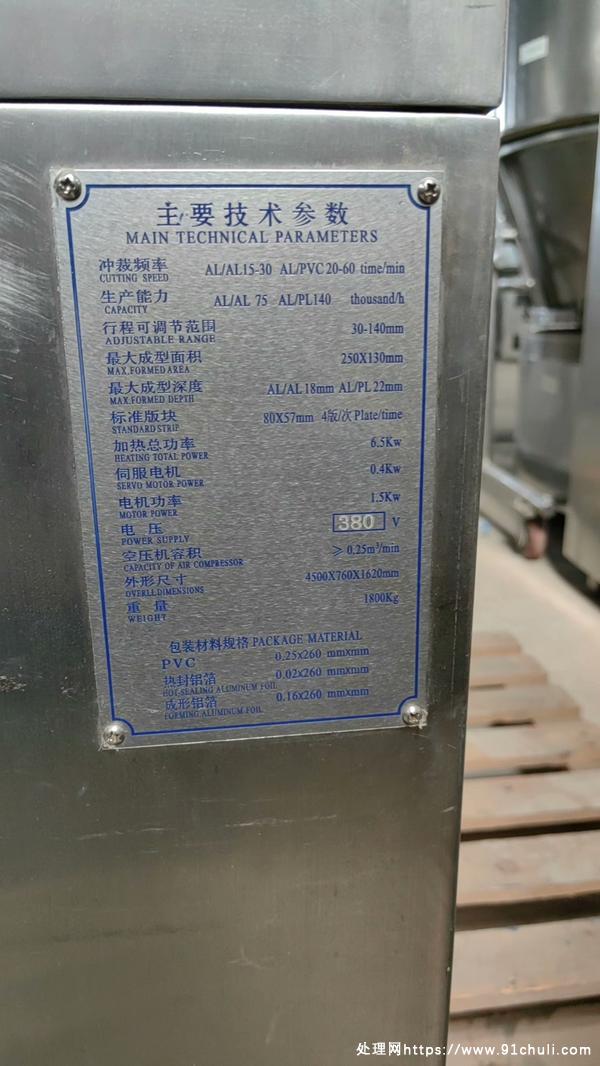 主要技术参数
MAIN TECHNICAL PARAMETERS
冲裁频率 AL/AL15-30 AL/PVC 20-60 time/min
CUTTING SPEED
生产能力 AL/AL 75 AL/PL140 thousand/h
CAPACITY
行程可调节范围 30-140mm
ADJUSTABLE RANGE
最大成型面积 250X130mm
MAX.FORMED AREA
最大成型深度 AL/AL 18mm AL/PL 22mm
MAX.FORMED DEPTH
标准版块 80X57mm 4版/次 Plate/time
STANDARD STRIP
加热总功率 6.5Kw
HEATING TOTAL POWER
伺服电机 0.4Kw
SERVO MOTOR POWER
电机功率 1.5Kw
MOTOR POWER
电压 380 V
POWER SUPPLY
空压机容积 ≥0.25m³/min
CAPACITY OF AIR COMPRESSOR
外形尺寸 4500X760X1620mm
OVERLL DIMENSIONS
重量 1800Kg
WEIGHT
包装材料规格 PACKAGE MATERIAL
PVC 0.25x260 mmxmm
热封铝箔 0.02x260 mmxmm
HOT-SEALING ALUMINUM FOIL
成形铝箔 0.16x260 mmxmm
FORMING ALUMINUM FOIL
处理网https://www.91chuli.com